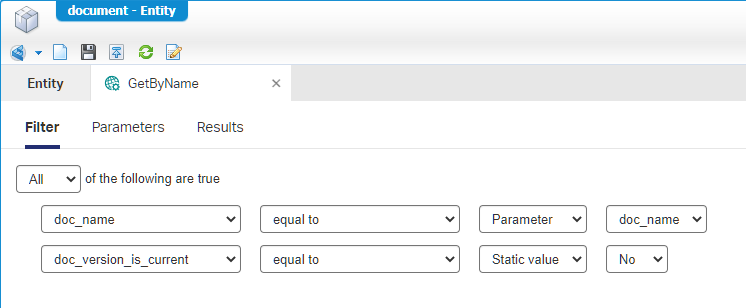 document - Entity
Entity GetByName
Filter Parameters Results
All of the following are true
doc_name equal to Parameter doc_name
doc_version_is_current equal to Static value No